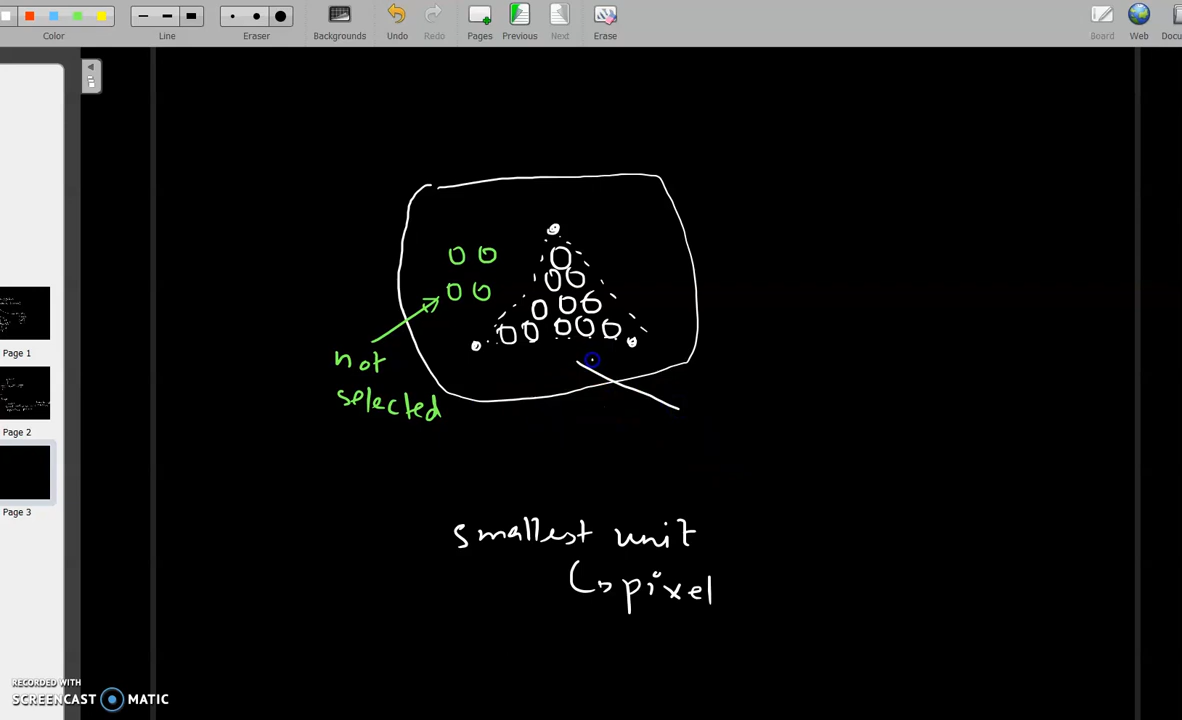 Color
Line
Eraser
Backgrounds
Undo
Redo
Pages
Previous
Next
Erase
Board
Web
Docu
Page 1
Page 2
Page 3
not
selected
smallest unit
pixel
RECORDED WITH
SCREENCAST MATIC